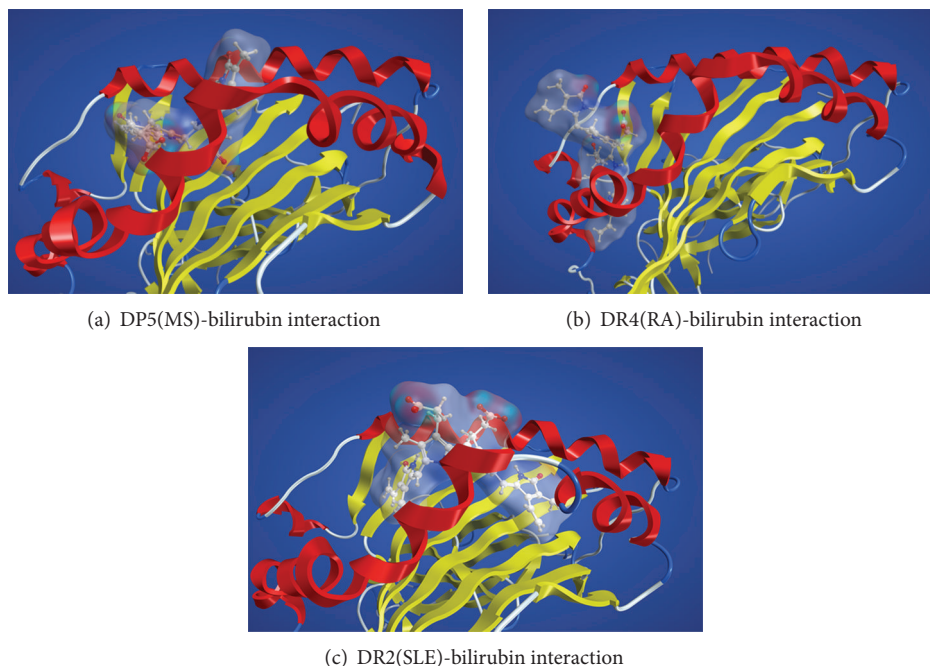 (a) DP5(MS)-bilirubin interaction
(b) DR4(RA)-bilirubin interaction
(c) DR2(SLE)-bilirubin interaction